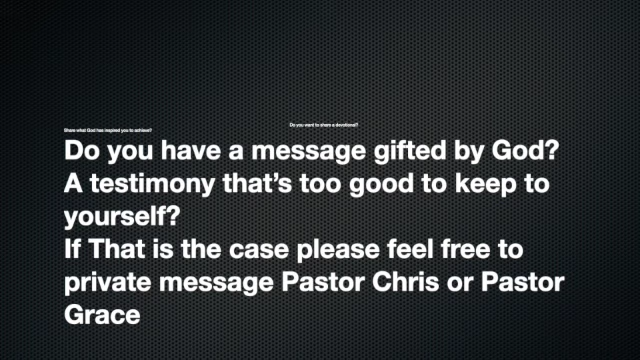 Do you want to share a devotional?
Share what God has inspired you to achieve?
Do you have a message gifted by God?
A testimony that's too good to keep to
yourself?
If That is the case please feel free to
private message Pastor Chris or Pastor
Grace